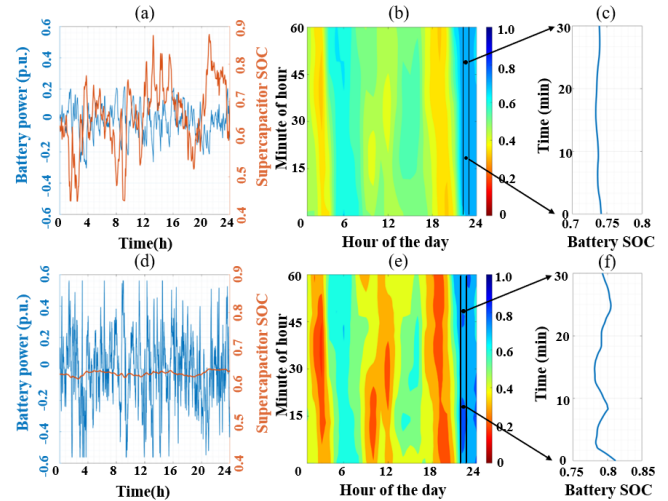 (a)
(b)
(c)
Battery power (p.u.)
0.6
0.4
0.2
0
-0.2
-0.4
-0.6
0 4 8 12 16 20 24
Time(h)
0.9
0.8
0.7
0.6
0.5
0.4
Supercapacitor SOC
Minute of hour
60
45
30
15
0 6 12 18 24
Hour of the day
1.0
0.8
0.6
0.4
0.2
0
Time (min)
30
20
10
0
0.7 0.75 0.8
Battery SOC
(d)
(e)
(f)
Battery power (p.u.)
0.6
0.4
0.2
0
-0.2
-0.4
-0.6
0 4 8 12 16 20 24
Time(h)
0.9
0.8
0.7
0.6
0.5
0.4
Supercapacitor SOC
Minute of hour
60
45
30
15
0 6 12 18 24
Hour of the day
1.0
0.8
0.6
0.4
0.2
0
Time (min)
30
20
10
0
0.75 0.8 0.85
Battery SOC